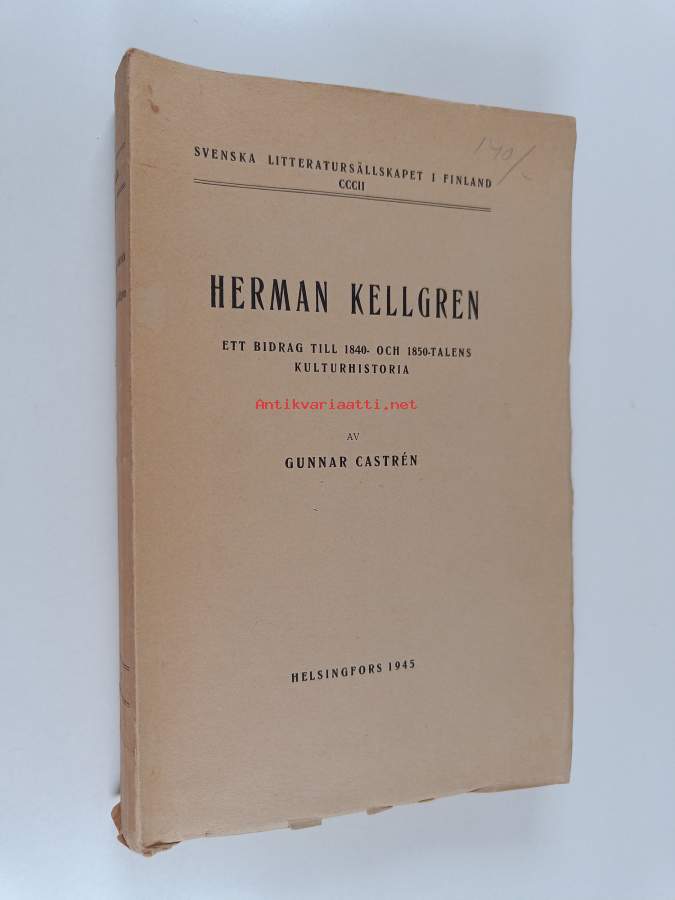 140/-
SVENSKA LITTERATURSÄLLSKAPET I FINLAND
CCCII
HERMAN KELLGREN
ETT BIDRAG TILL 1840- OCH 1850-TALENS
KULTURHISTORIA
Antikvariaatti.net
AV
GUNNAR CASTRÉN
HELSINGFORS 1945